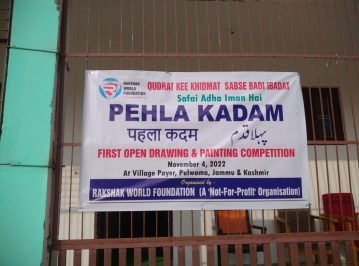 RAKSHAK WORLD FOUNDATION
QUDRAT KEE KHIDMAT SABSE BADI IBADAT
Safai Adha Iman Hai
PEHLA KADAM
पहला कदम پہلا قدم
FIRST OPEN DRAWING & PAINTING COMPETITION
November 4, 2022
At Village Payer, Pulwama, Jammu & Kashmir
Organised by
RAKSHAK WORLD FOUNDATION (A 'Not-For-Profit' Organisation)